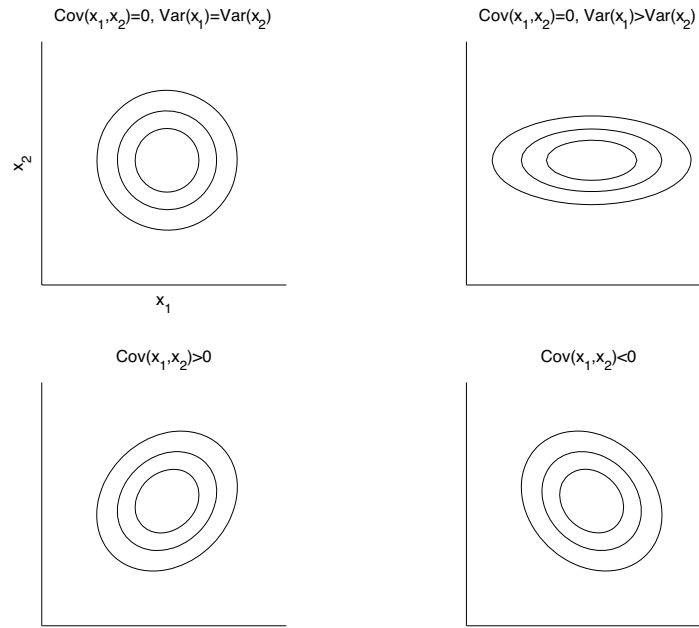 Cov(x₁,x₂)=0, Var(x₁)=Var(x₂)
Cov(x₁,x₂)=0, Var(x₁)>Var(x₂)
x₂
x₁
Cov(x₁,x₂)>0
Cov(x₁,x₂)<0